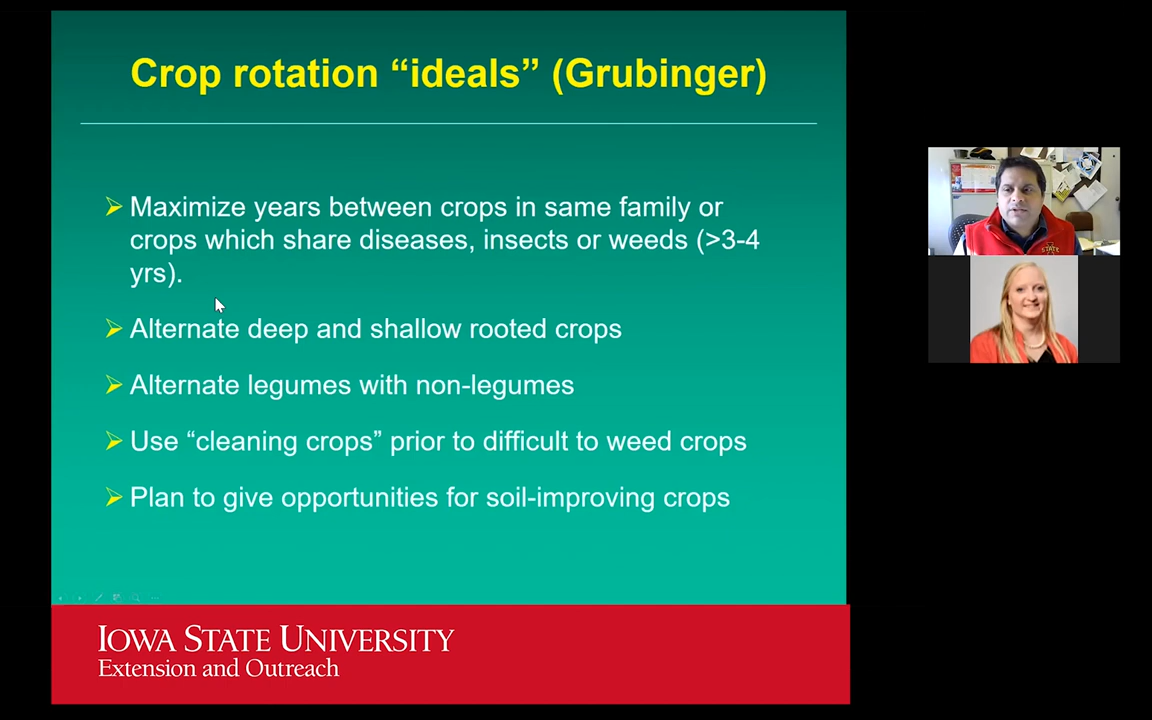 Crop rotation “ideals” (Grubinger)
Maximize years between crops in same family or
crops which share diseases, insects or weeds (>3-4
yrs).
Alternate deep and shallow rooted crops
Alternate legumes with non-legumes
Use “cleaning crops” prior to difficult to weed crops
Plan to give opportunities for soil-improving crops
IOWA STATE UNIVERSITY
Extension and Outreach
STATE